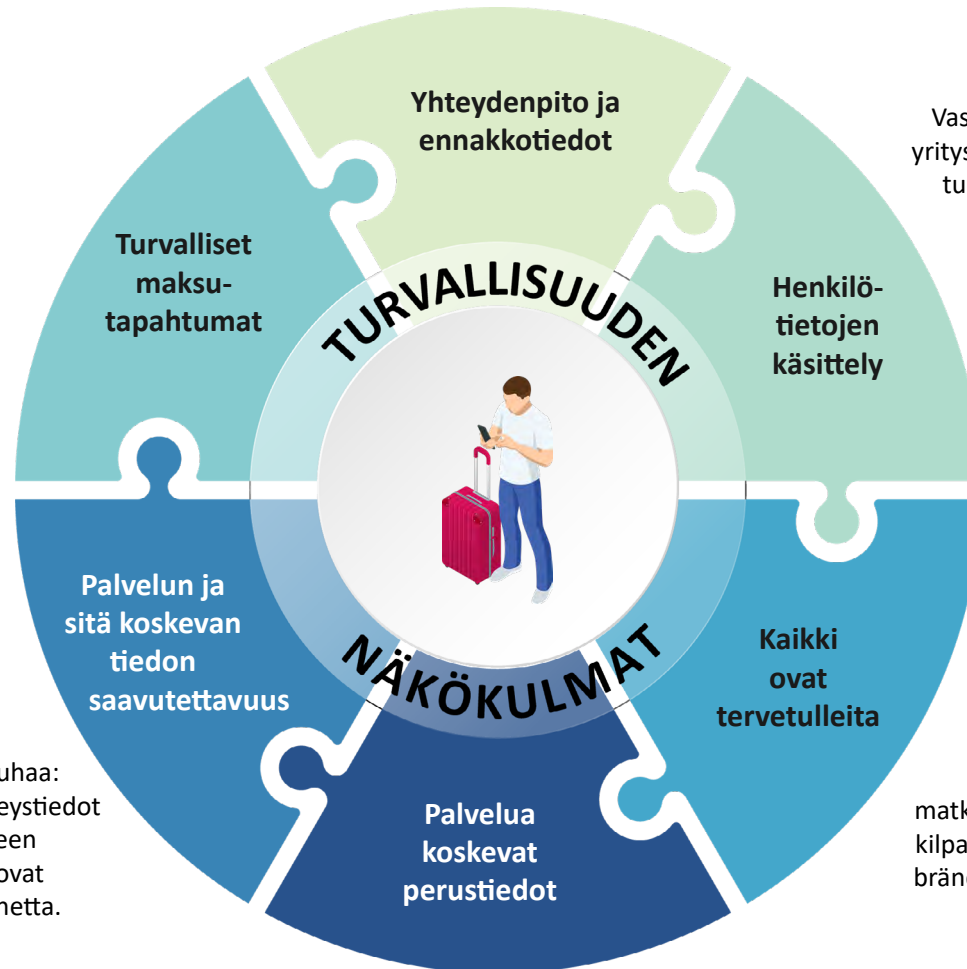 Yhteydenpito ja
ennakkotiedot
Turvalliset
maksu-
tapahtumat
Henkilö-
tietojen
käsittely
TURVALLISUUDEN
NÄKÖKULMAT
Palvelun ja
sitä koskevan
tiedon
saavutettavuus
Kaikki
ovat
tervetulleita
Palvelua
koskevat
perustiedot